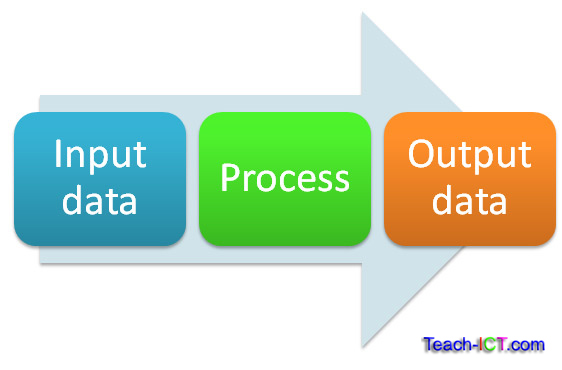 Input
data
Process
Output
data
Teach-ICT.com